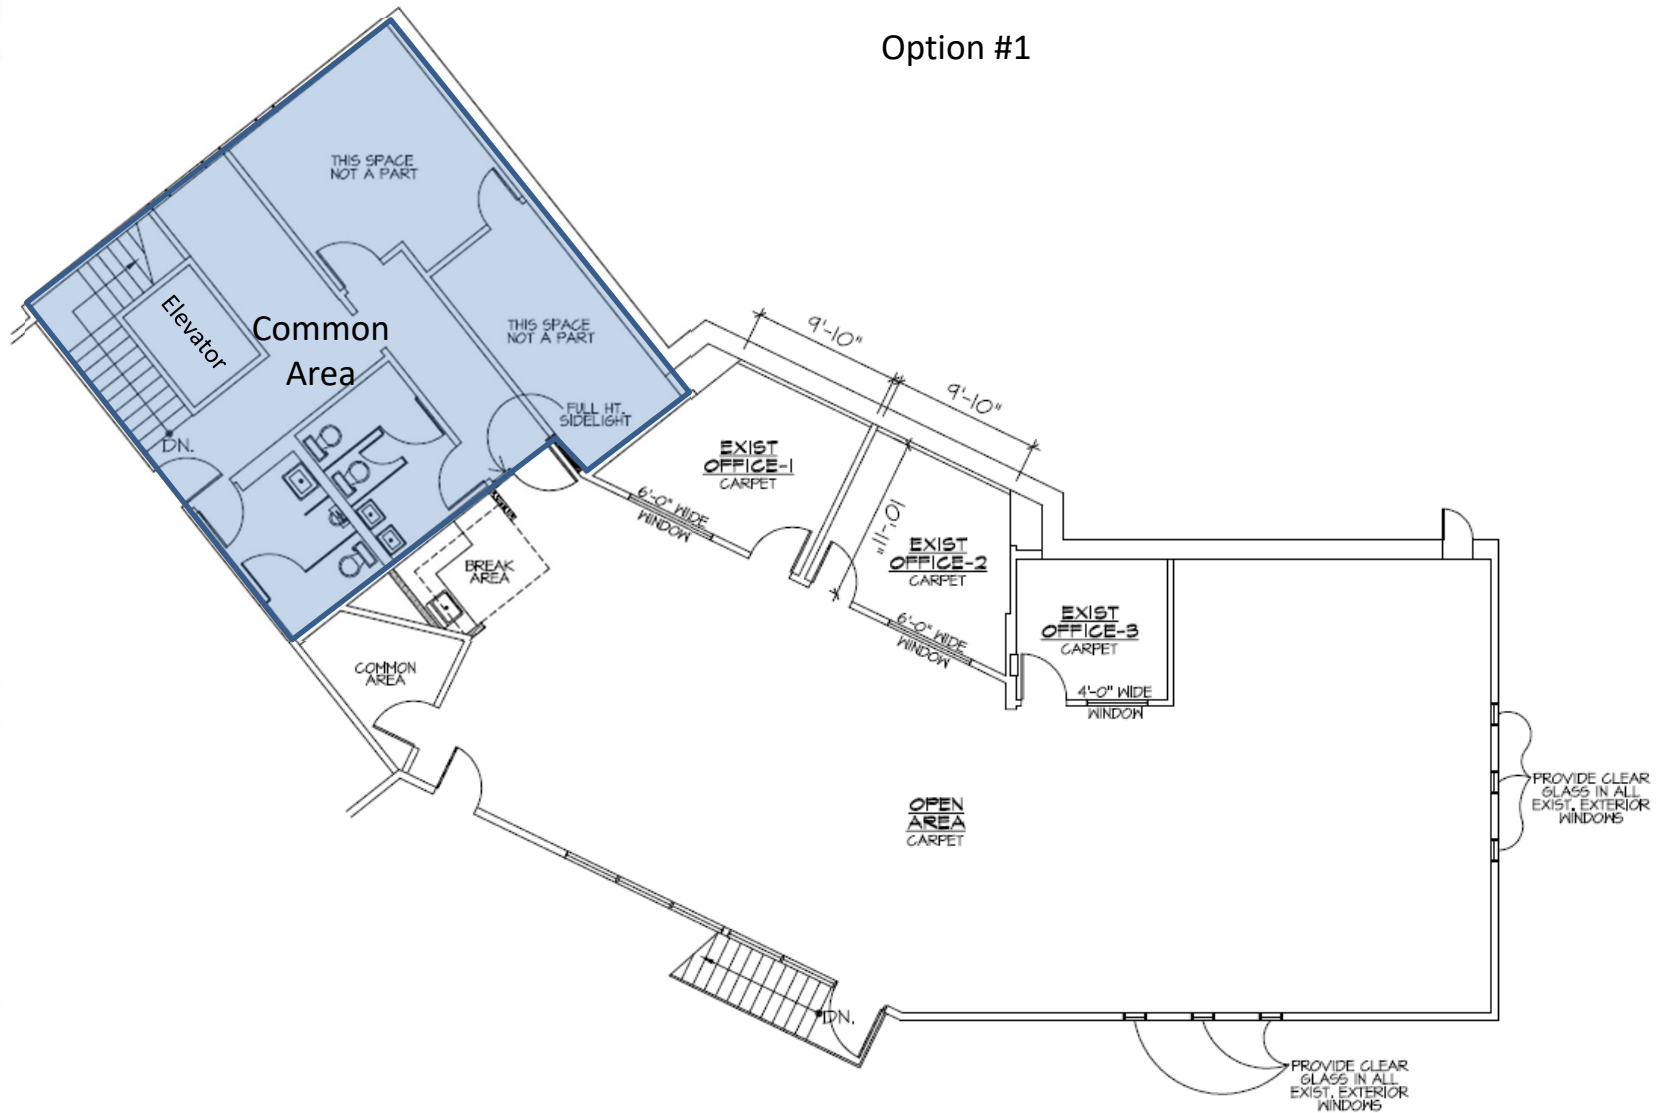 Option #1
THIS SPACE
NOT A PART
Elevator
Common
Area
THIS SPACE
NOT A PART
FULL HT.
SIDELIGHT
DN.
9'-10"
9'-10"
EXIST
OFFICE-1
CARPET
6'-0" WIDE
WINDOW
11'-01"
EXIST
OFFICE-2
CARPET
6'-0" WIDE
WINDOW
BREAK
AREA
EXIST
OFFICE-3
CARPET
4'-0" WIDE
WINDOW
COMMON
AREA
OPEN
AREA
CARPET
PROVIDE CLEAR
GLASS IN ALL
EXIST. EXTERIOR
WINDOWS
DN.
PROVIDE CLEAR
GLASS IN ALL
EXIST. EXTERIOR
WINDOWS